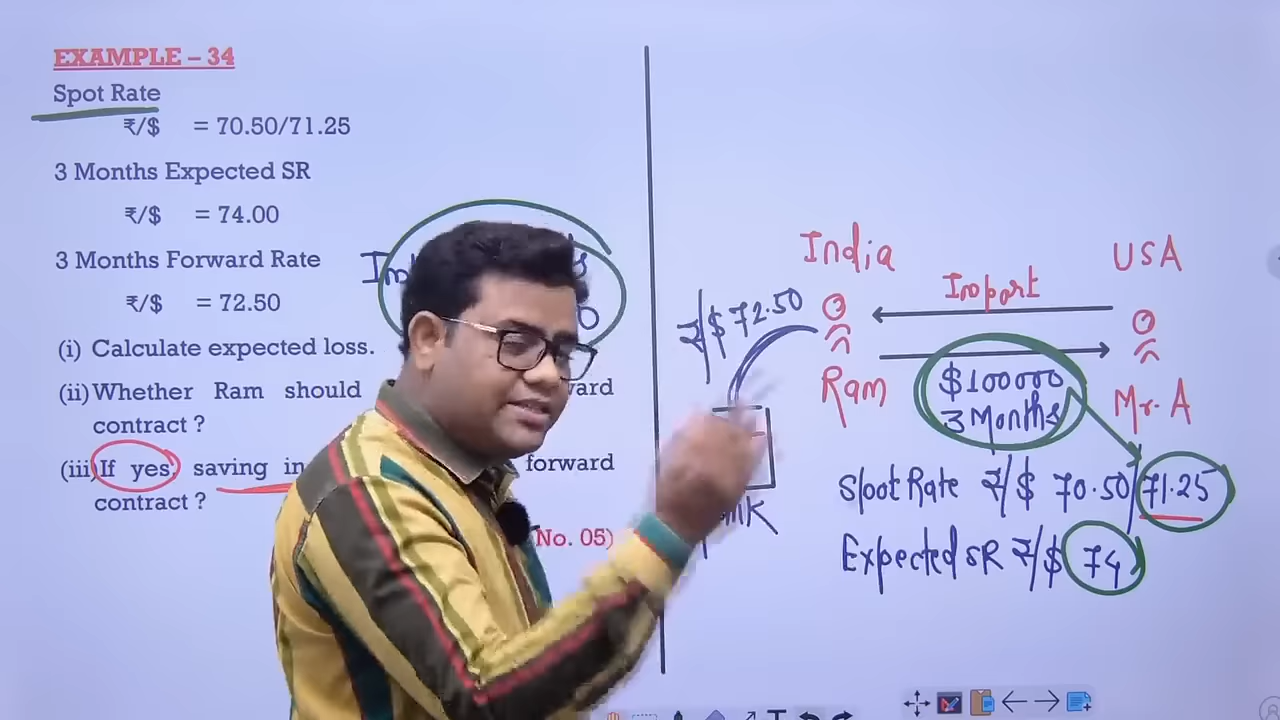 EXAMPLE – 34
Spot Rate
₹/$ = 70.50/71.25
3 Months Expected SR
₹/$ = 74.00
3 Months Forward Rate
₹/$ = 72.50
(i) Calculate expected loss.
(ii) Whether Ram should
contract ?
(iii) If yes, saving in forward
contract ?
No. 05)
India
USA
Import
₹/$ 72.50
Ram
$100000
3 Months
Mr. A
Spot Rate ₹/$ 70.50/71.25
Expected SR ₹/$ 74